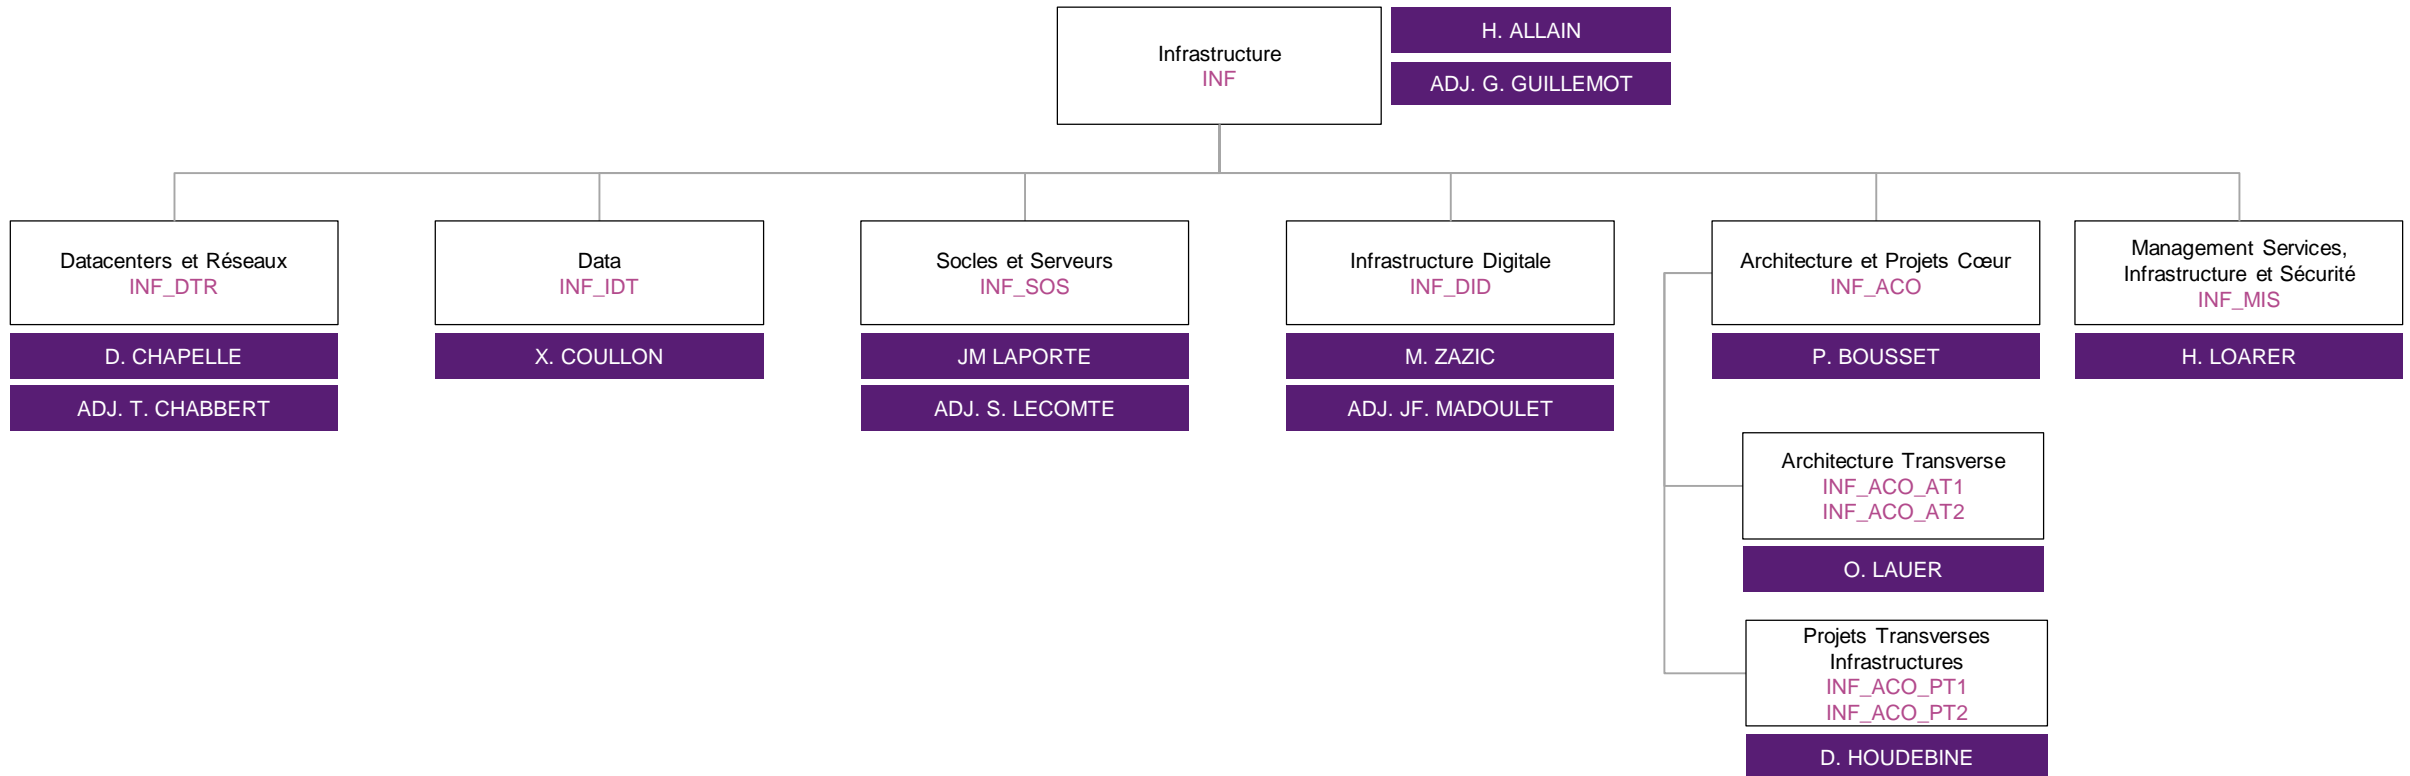 Infrastructure
INF
H. ALLAIN
ADJ. G. GUILLEMOT
Datacenters et Réseaux
INF_DTR
D. CHAPELLE
ADJ. T. CHABBERT
Data
INF_IDT
X. COULLON
Socles et Serveurs
INF_SOS
JM LAPORTE
ADJ. S. LECOMTE
Infrastructure Digitale
INF_DID
M. ZAZIC
ADJ. JF. MADOULET
Architecture et Projets Cœur
INF_ACO
P. BOUSSET
Architecture Transverse
INF_ACO_AT1
INF_ACO_AT2
O. LAUER
Projets Transverses
Infrastructures
INF_ACO_PT1
INF_ACO_PT2
D. HOUDEBINE
Management Services,
Infrastructure et Sécurité
INF_MIS
H. LOARER